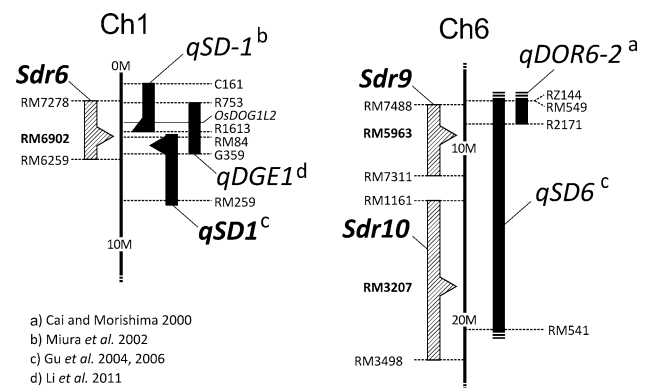 Ch1
0M
qSD-1 b
Sdr6
C161
RM7278
R753
OsDOG1L2
R1613
RM6902
RM84
RM6259
G359
qDGE1 d
RM259
qSD1 c
10M
Ch6
qDOR6-2 a
Sdr9
RZ144
RM7488
RM549
R2171
RM5963
10M
RM7311
RM1161
qSD6 c
Sdr10
RM3207
20M
RM541
RM3498
a) Cai and Morishima 2000
b) Miura et al. 2002
c) Gu et al. 2004, 2006
d) Li et al. 2011